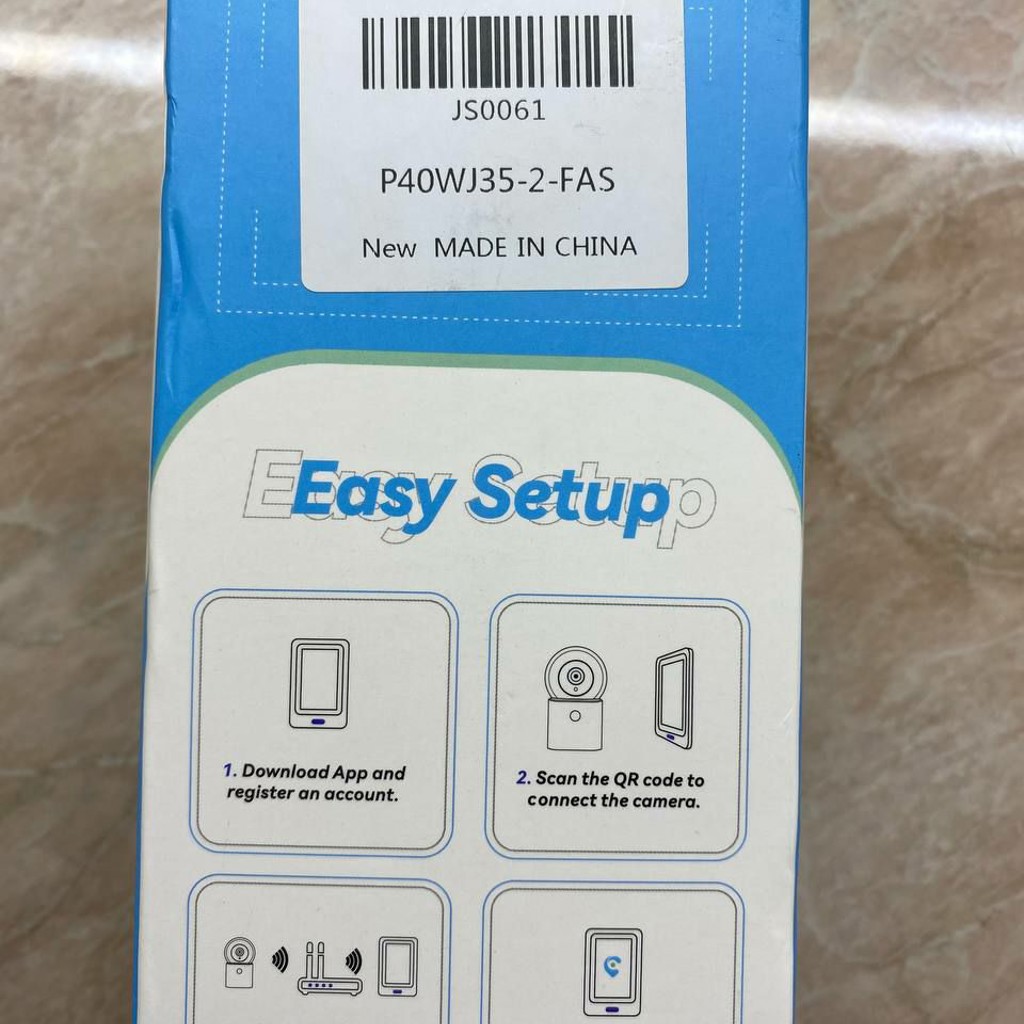 JS0061
P40WJ35-2-FAS
New MADE IN CHINA
Easy Setup
1. Download App and
register an account.
2. Scan the QR code to
connect the camera.